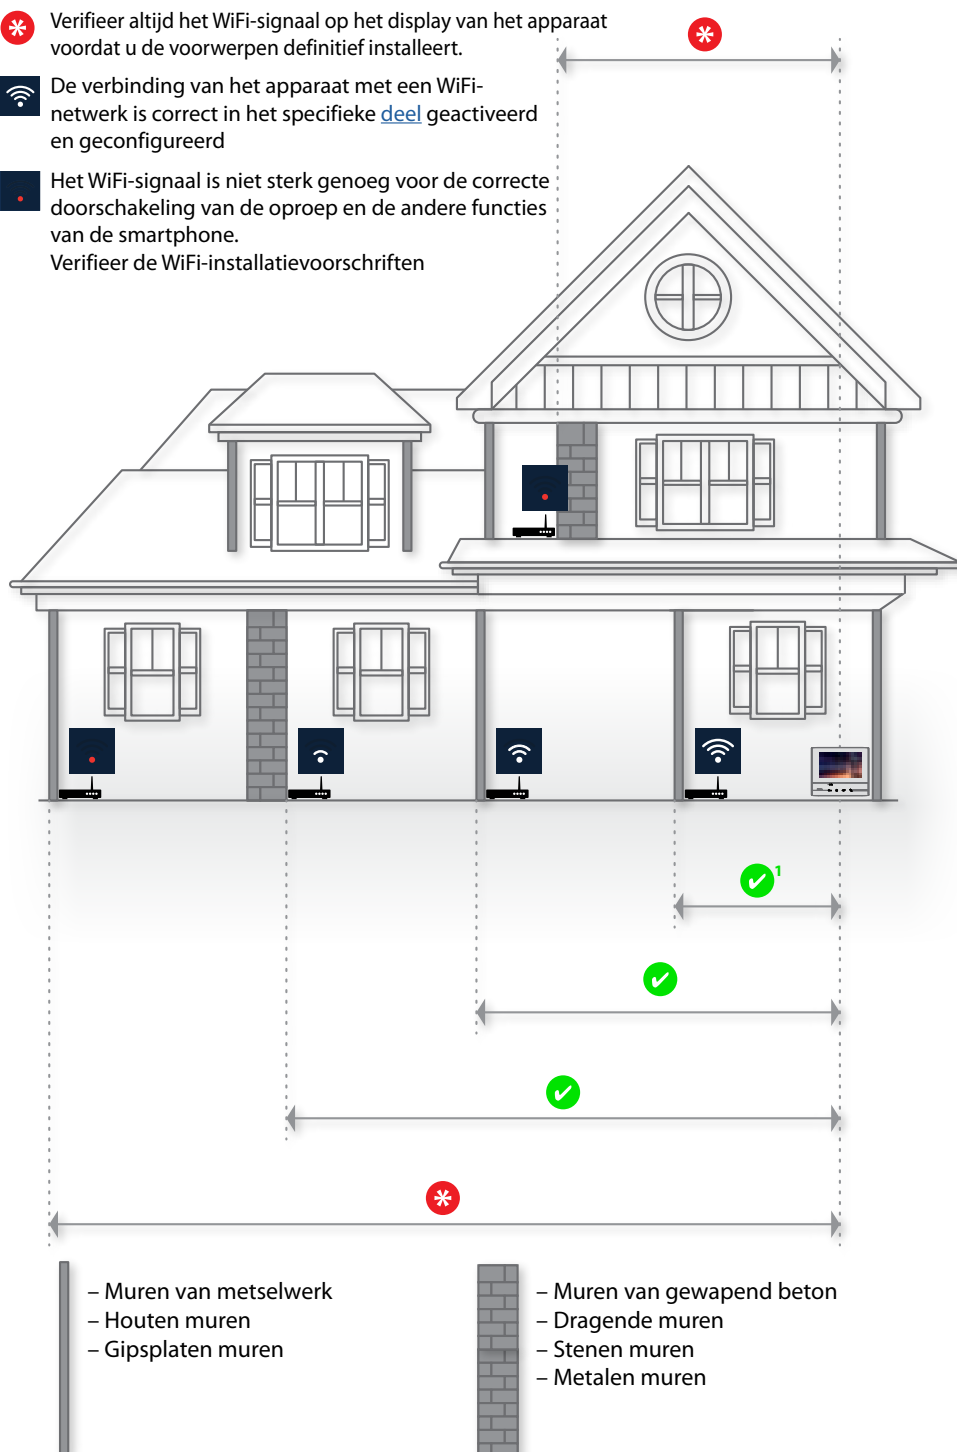 Verifieer altijd het WiFi-signaal op het display van het apparaat
voordat u de voorwerpen definitief installeert.
De verbinding van het apparaat met een WiFi-
netwerk is correct in het specifieke deel geactiveerd
en geconfigureerd
Het WiFi-signaal is niet sterk genoeg voor de correcte
doorschakeling van de oproep en de andere functies
van de smartphone.
Verifieer de WiFi-installatievoorschriften
1
– Muren van metselwerk
– Houten muren
– Gipsplaten muren
– Muren van gewapend beton
– Dragende muren
– Stenen muren
– Metalen muren